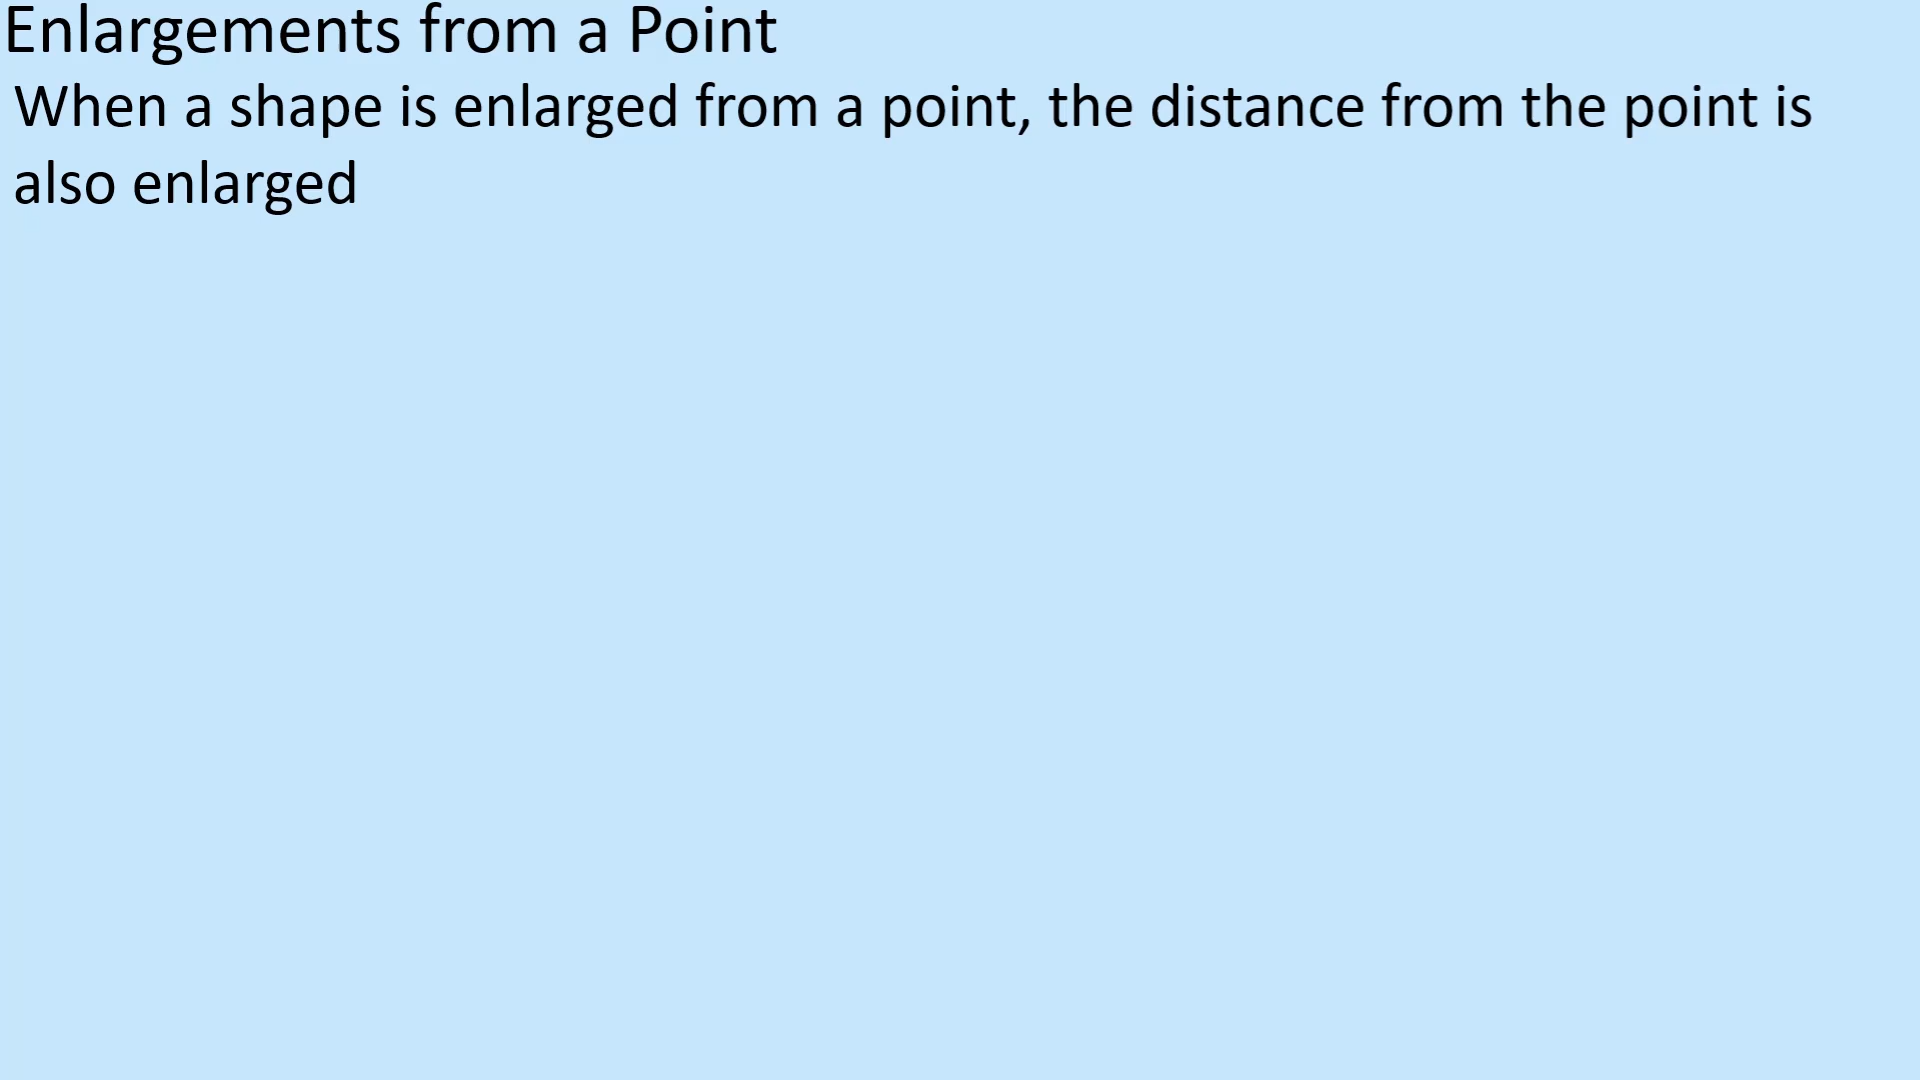 Enlargements from a Point
When a shape is enlarged from a point, the distance from the point is
also enlarged